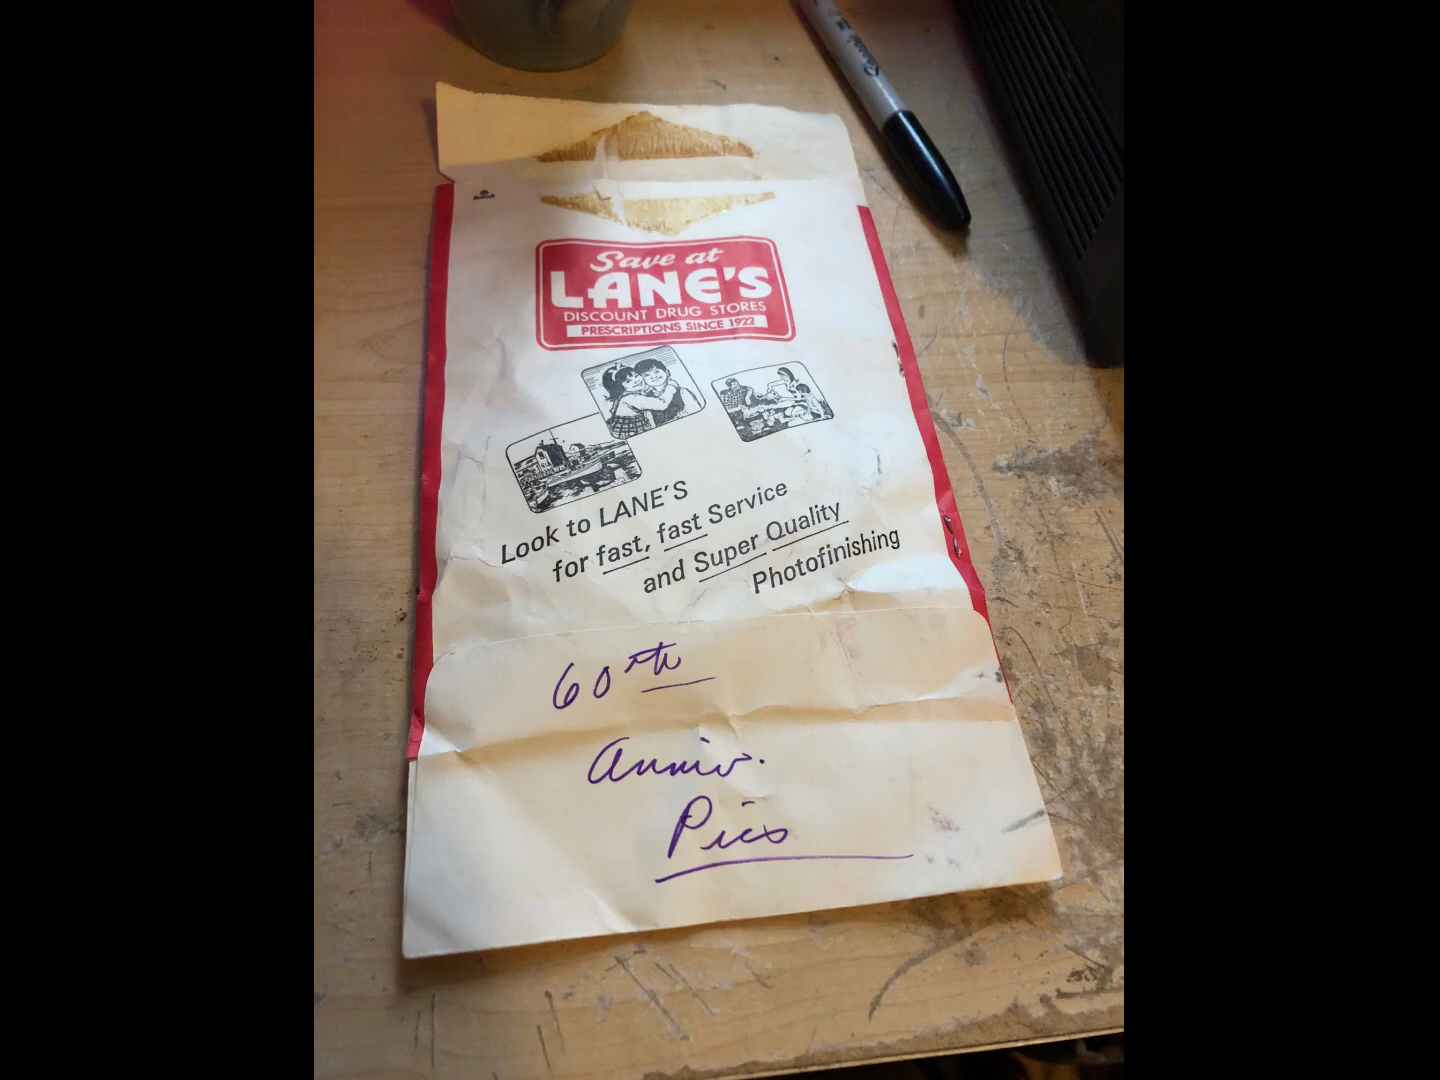 Sharpie
Save at
LANE'S
DISCOUNT DRUG STORES
PRESCRIPTIONS SINCE 1922
Look to LANE'S
for fast, fast Service
and Super Quality
Photofinishing
60th
Anniv.
Pics